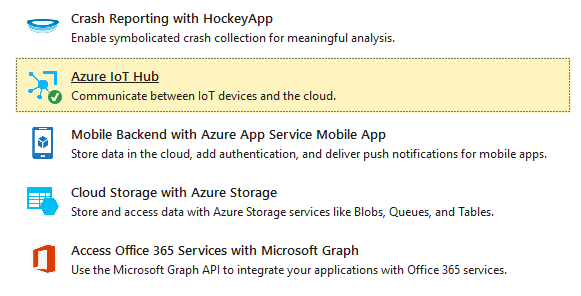 Crash Reporting with HockeyApp
Enable symbolicated crash collection for meaningful analysis.
Azure IoT Hub
Communicate between IoT devices and the cloud.
Mobile Backend with Azure App Service Mobile App
Store data in the cloud, add authentication, and deliver push notifications for mobile apps.
Cloud Storage with Azure Storage
Store and access data with Azure Storage services like Blobs, Queues, and Tables.
Access Office 365 Services with Microsoft Graph
Use the Microsoft Graph API to integrate your applications with Office 365 services.